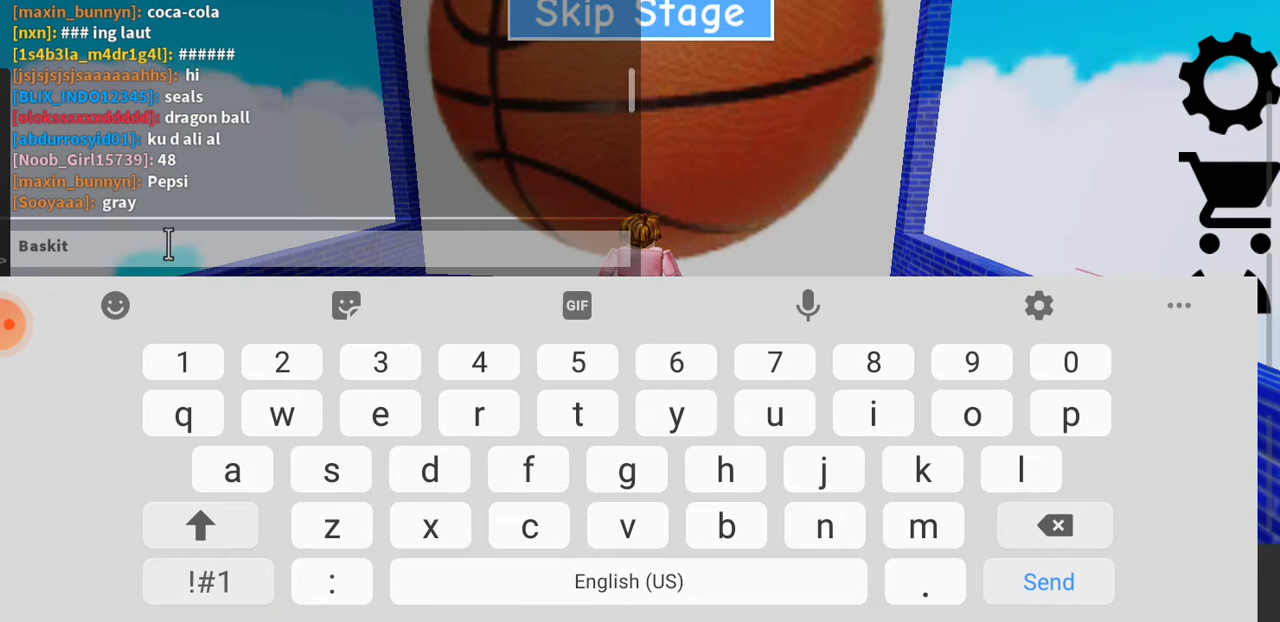 [maxin_bunnyn]: coca-cola
Skip Stage
[nxn]: ### ing laut
[1s4b3la_m4dr1g4l]: ######
[jsjsjsjsjsaaaaaahhs]: hi
[BLiX_INDO12345]: seals
dragon ball
[abdurrosyid01]: ku d ali al
[Noob_Girl15739]: 48
[maxin_bunnyn]: Pepsi
[Sooyaaa]: gray
Baskit
GIF
1 2 3 4 5 6 7 8 9 0
q w e r t y u i o p
a s d f g h j k l
z x c v b n m
!#1 : English (US) . Send